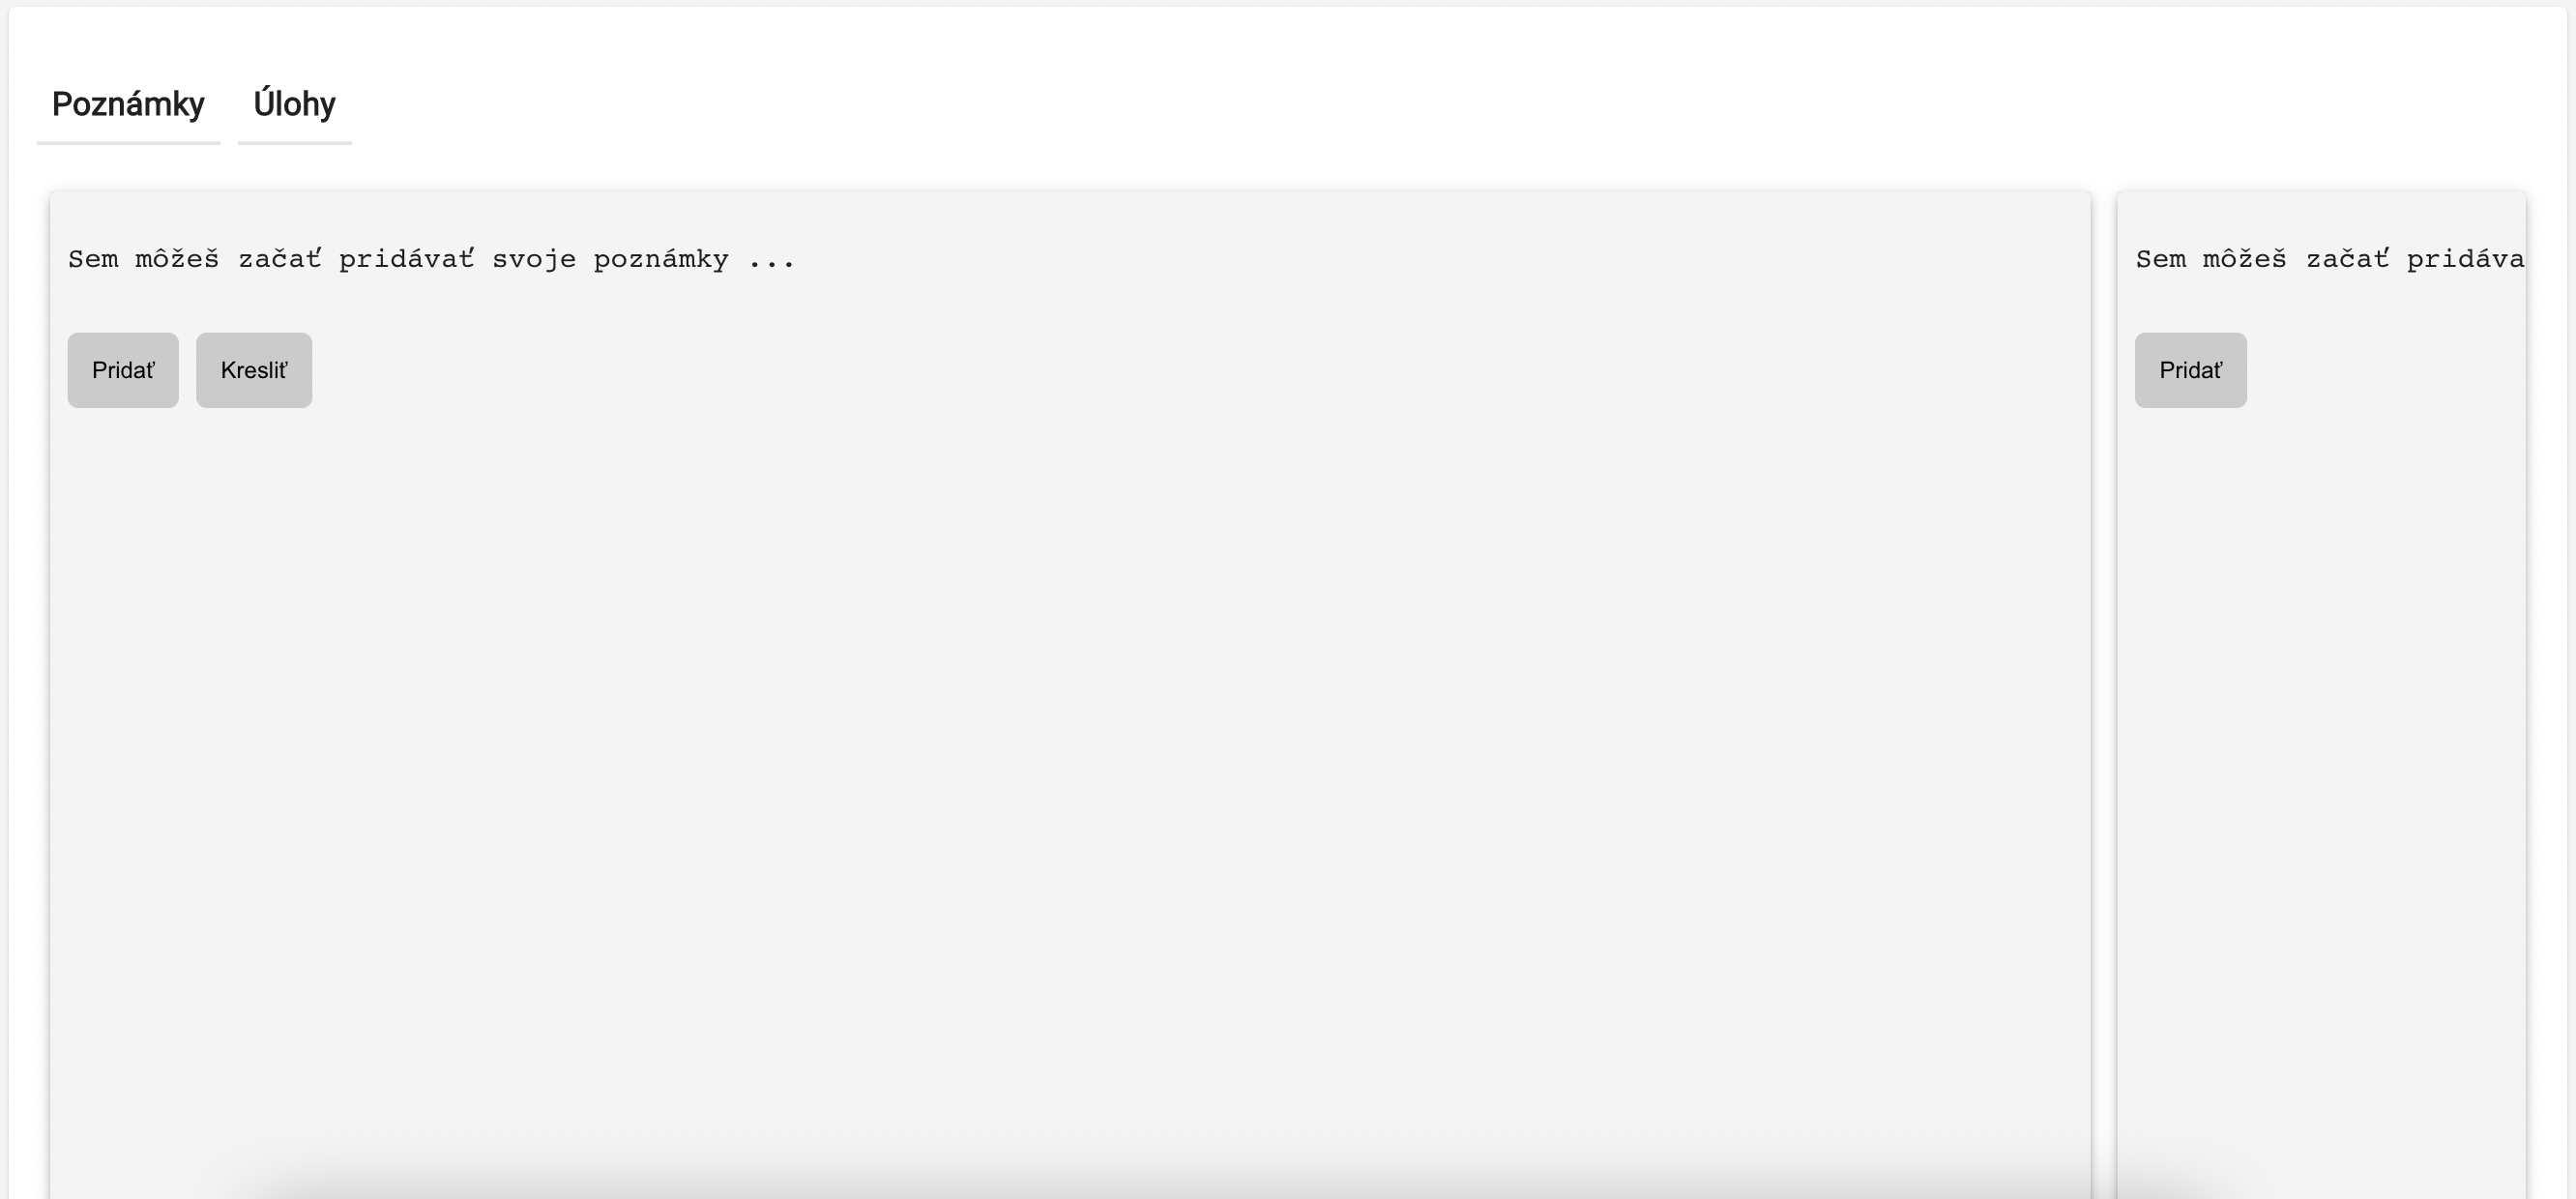 Poznámky Úlohy
Sem môžeš začať pridávať svoje poznámky ...
Pridať Kresliť
Sem môžeš začať pridáva
Pridať